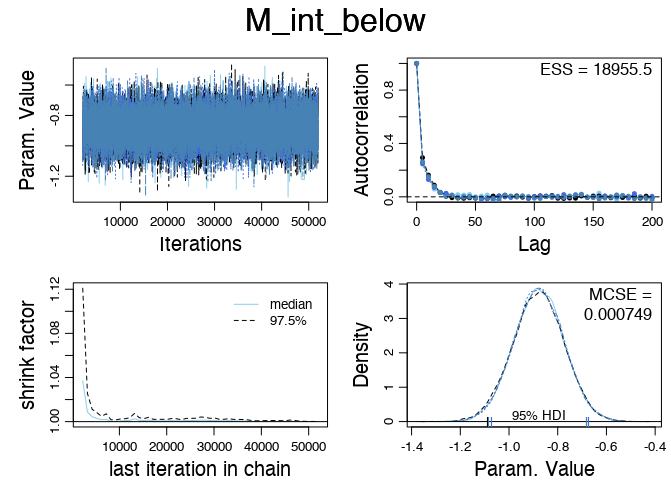 M_int_below
Param. Value
-1.2
-0.8
10000 20000 30000 40000 50000
Iterations
Autocorrelation
0.0
0.4
0.8
ESS = 18955.5
0 50 100 150 200
Lag
shrink factor
1.00
1.04
1.08
1.12
median
97.5%
10000 20000 30000 40000 50000
last iteration in chain
Density
0
1
2
3
4
MCSE =
0.000749
95% HDI
-1.4 -1.2 -1.0 -0.8 -0.6 -0.4
Param. Value